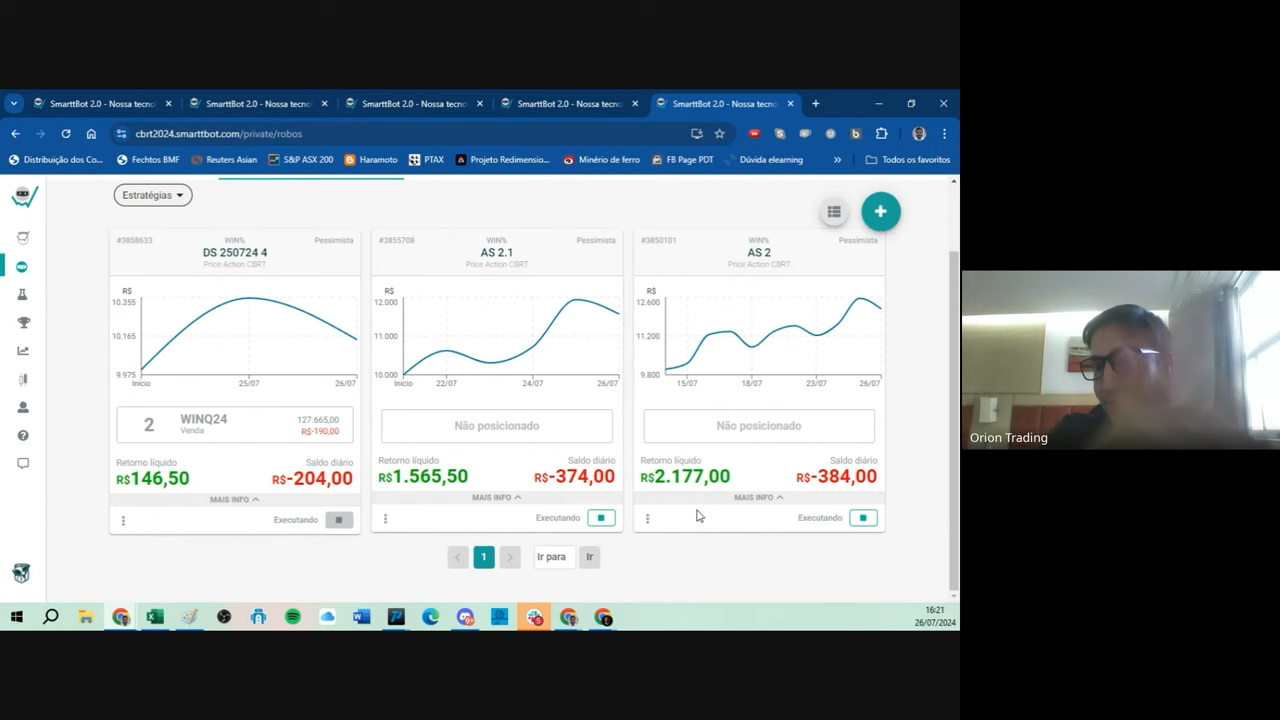 SmarttBot 2.0 - Nossa tecno
SmarttBot 2.0 - Nossa tecno
SmarttBot 2.0 - Nossa tecno
SmarttBot 2.0 - Nossa tecno
SmarttBot 2.0 - Nossa tecno
cbrt2024.smarttbot.com/private/robos
Distribuição dos Co...
Fechtos BMF
Reuters Asian
S&P ASX 200
Haramoto
PTAX
Projeto Redimensio...
Minério de ferro
FB Page PDT
Dúvida elearning
»
Todos os favoritos
Estratégias
#3858633
WIN%
Pessimista
DS 250724 4
Price Action CBRT
R$
10.355
10.165
9.975
Início
25/07
26/07
2
WINQ24
Venda
127.665,00
R$-190,00
Retorno líquido
Saldo diário
R$146,50
R$-204,00
MAIS INFO
Executando
#3855708
WIN%
Pessimista
AS 2.1
Price Action CBRT
R$
12.000
11.000
10.000
Início
22/07
24/07
26/07
Não posicionado
Retorno líquido
Saldo diário
R$1.565,50
R$-374,00
MAIS INFO
Executando
#3850101
WIN%
Pessimista
AS 2
Price Action CBRT
R$
12.600
11.200
9.800
15/07
18/07
23/07
26/07
Não posicionado
Retorno líquido
Saldo diário
R$2.177,00
R$-384,00
MAIS INFO
Executando
1
Ir para
Ir
16:21
26/07/2024
Orion Trading